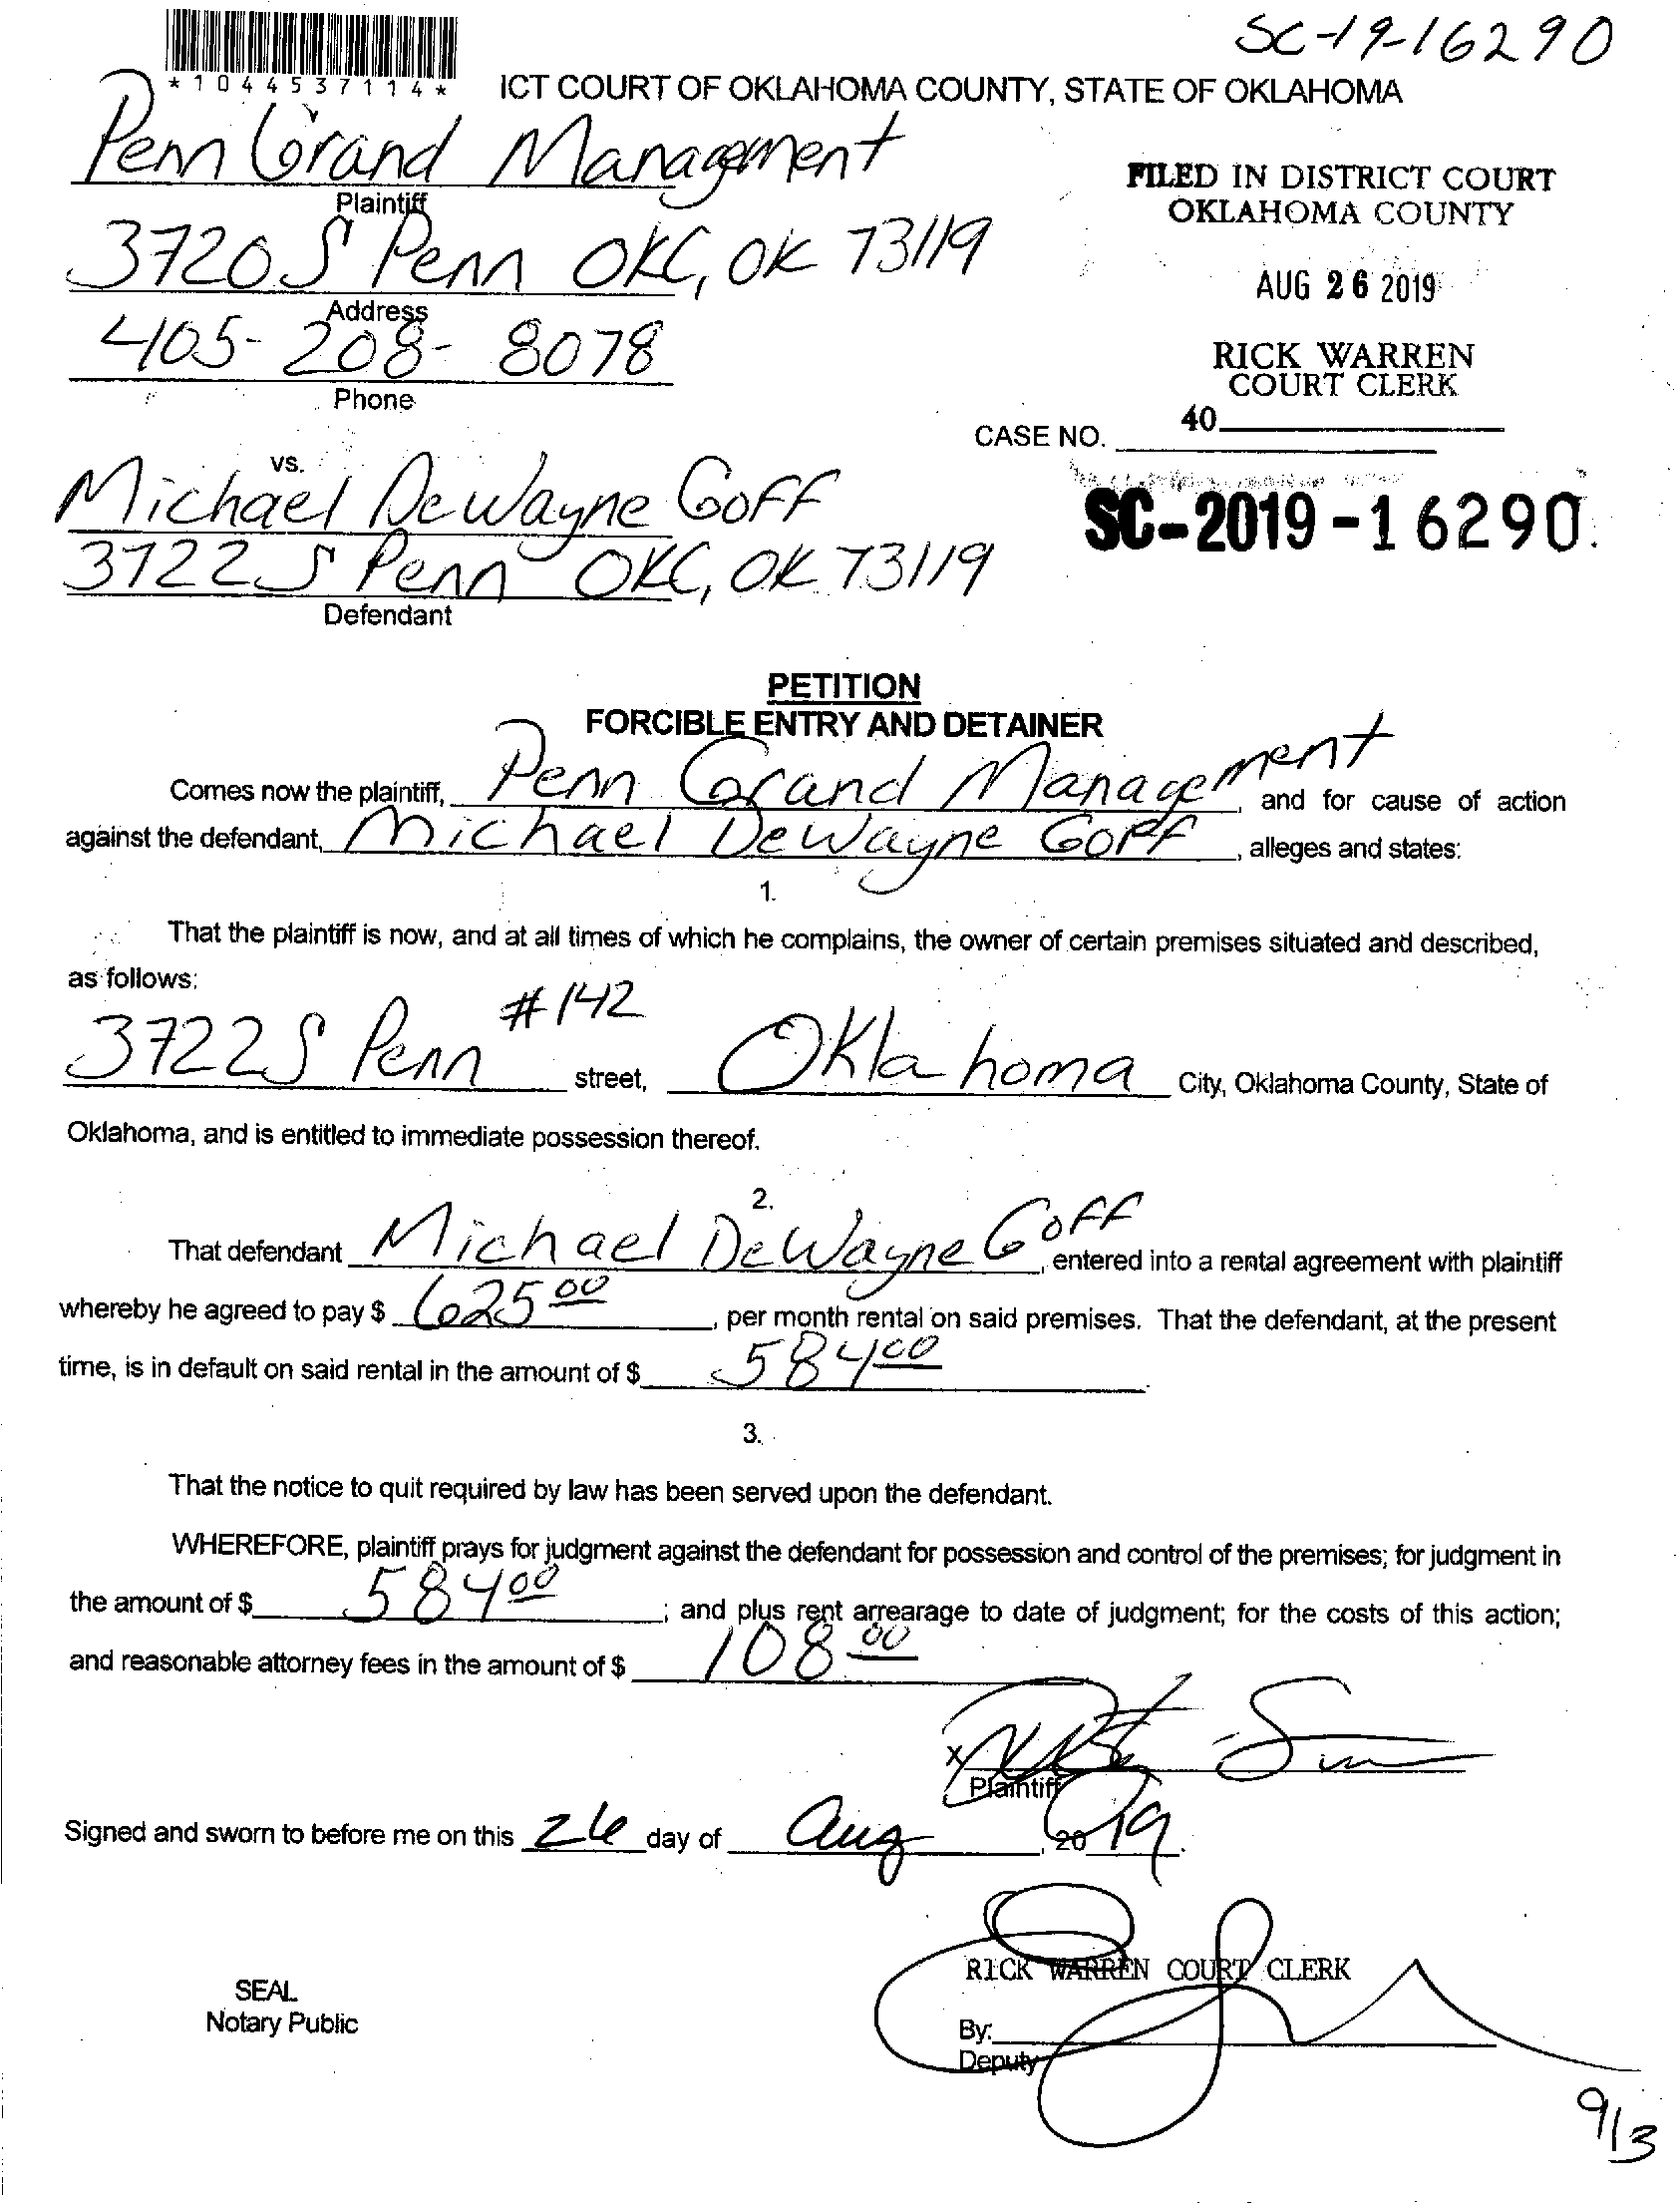 SC-19-16290
*1044537114*
ICT COURT OF OKLAHOMA COUNTY, STATE OF OKLAHOMA
Penn Grand Management
Plaintiff
FILED IN DISTRICT COURT
OKLAHOMA COUNTY
3720 S Penn OKC, OK 73119
Address
AUG 26 2019
405-208-8078
Phone
RICK WARREN
COURT CLERK
40
CASE NO.
vs.
Michael DeWayne Goff
SC-2019-16290
3722 S Penn OKC, OK 73119
Defendant
PETITION
FORCIBLE ENTRY AND DETAINER
Comes now the plaintiff, Penn Grand Management, and for cause of action
against the defendant, Michael DeWayne Goff, alleges and states:
1.
That the plaintiff is now, and at all times of which he complains, the owner of certain premises situated and described,
as follows:
3722 S Penn #142 street, Oklahoma City, Oklahoma County, State of
Oklahoma, and is entitled to immediate possession thereof.
2.
That defendant Michael DeWayne Goff, entered into a rental agreement with plaintiff
whereby he agreed to pay $ 625 00, per month rental on said premises. That the defendant, at the present
time, is in default on said rental in the amount of $ 584 00.
3.
That the notice to quit required by law has been served upon the defendant.
WHEREFORE, plaintiff prays for judgment against the defendant for possession and control of the premises; for judgment in
the amount of $ 584 00; and plus rent arrearage to date of judgment; for the costs of this action;
and reasonable attorney fees in the amount of $ 108 00
x
Plaintiff
Signed and sworn to before me on this 26 day of Aug, 2019.
RICK WARREN COURT CLERK
SEAL
Notary Public
By:
Deputy
9/3